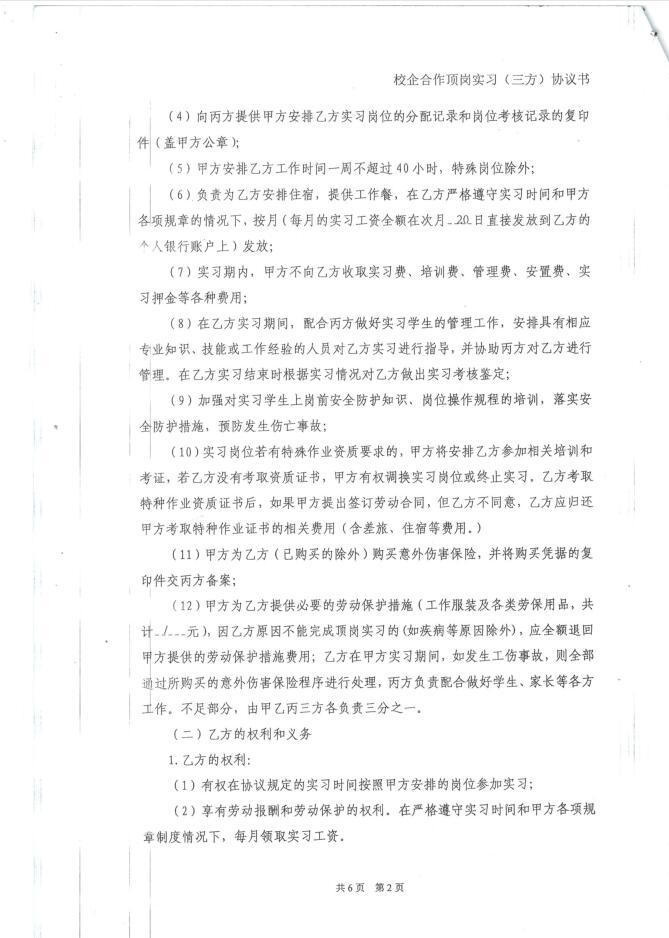 校企合作顶岗实习（三方）协议书
（4）向丙方提供甲方安排乙方实习岗位的分配记录和岗位考核记录的复印
件（盖甲方公章）；
（5）甲方安排乙方工作时间一周不超过 40 小时，特殊岗位除外；
（6）负责为乙方安排住宿，提供工作餐，在乙方严格遵守实习时间和甲方
各项规章的情况下，按月（每月的实习工资全额在次月 20 日直接发放到乙方的
个人银行账户上）发放；
（7）实习期内，甲方不向乙方收取实习费、培训费、管理费、安置费、实
习押金等各种费用；
（8）在乙方实习期间，配合丙方做好实习学生的管理工作，安排具有相应
专业知识、技能或工作经验的人员对乙方实习进行指导，并协助丙方对乙方进行
管理。在乙方实习结束时根据实习情况对乙方做出实习考核鉴定；
（9）加强对实习学生上岗前安全防护知识、岗位操作规程的培训，落实安
全防护措施，预防发生伤亡事故；
（10）实习岗位若有特殊作业资质要求的，甲方将安排乙方参加相关培训和
考证，若乙方没有考取资质证书，甲方有权调换实习岗位或终止实习。乙方考取
特种作业资质证书后，如果甲方提出签订劳动合同，但乙方不同意，乙方应归还
甲方考取特种作业证书的相关费用（含差旅、住宿等费用。）
（11）甲方为乙方（已购买的除外）购买意外伤害保险，并将购买凭据的复
印件交丙方备案；
（12）甲方为乙方提供必要的劳动保护措施（工作服装及各类劳保用品，共
计 / 元），因乙方原因不能完成顶岗实习的(如疾病等原因除外)，应全额退回
甲方提供的劳动保护措施费用；乙方在甲方实习期间，如发生工伤事故，则全部
通过所购买的意外伤害保险程序进行处理，丙方负责配合做好学生、家长等各方
工作。不足部分，由甲乙丙三方各负责三分之一。
（二）乙方的权利和义务
1.乙方的权利：
（1）有权在协议规定的实习时间按照甲方安排的岗位参加实习；
（2）享有劳动报酬和劳动保护的权利。在严格遵守实习时间和甲方各项规
章制度情况下，每月领取实习工资。
共 6 页 第 2 页